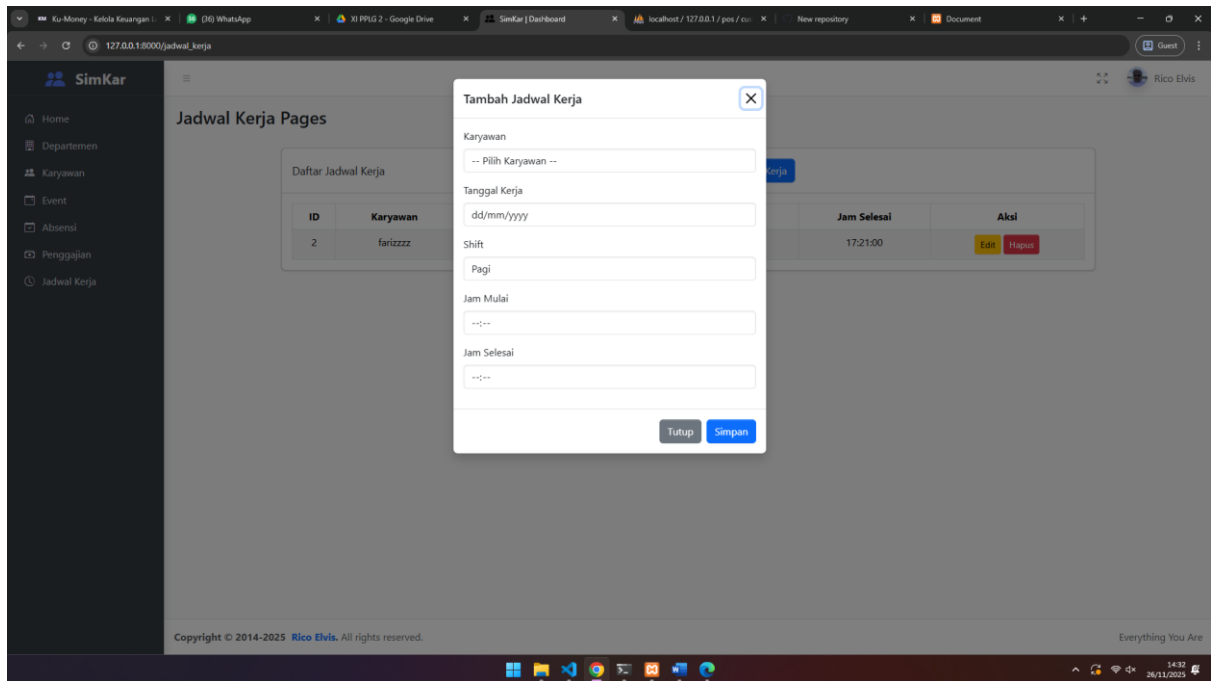 Ku-Money - Kelola Keuangan L
(36) WhatsApp
XI PPLG 2 - Google Drive
SimKar | Dashboard
localhost / 127.0.0.1 / pos / cus
New repository
Document
127.0.0.1:8000/jadwal_kerja
Guest
SimKar
Rico Elvis
Home
Departemen
Karyawan
Event
Absensi
Penggajian
Jadwal Kerja
Jadwal Kerja Pages
Daftar Jadwal Kerja
Kerja
ID Karyawan Jam Selesai Aksi
2 farizzzz 17:21:00 Edit Hapus
Tambah Jadwal Kerja
Karyawan
-- Pilih Karyawan --
Tanggal Kerja
dd/mm/yyyy
Shift
Pagi
Jam Mulai
--:--
Jam Selesai
--:--
Tutup Simpan
Copyright © 2014-2025 Rico Elvis. All rights reserved.
Everything You Are
14:32
26/11/2025